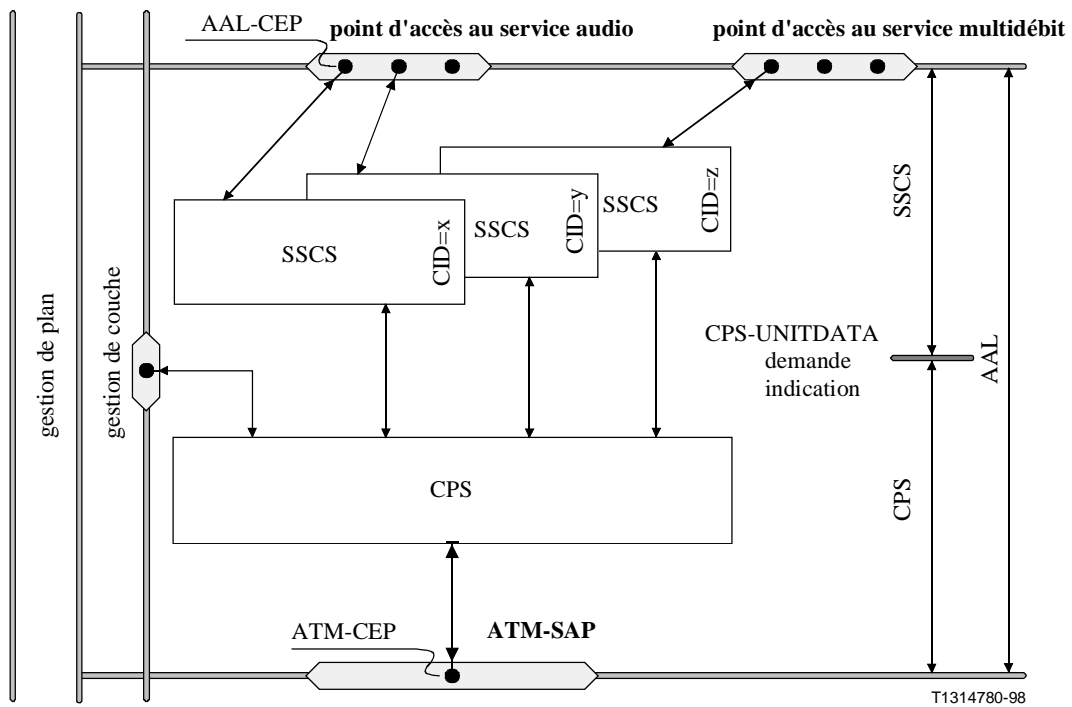 AAL-CEP
point d'accès au service audio
point d'accès au service multidébit
SSCS
CID=z
SSCS
CID=y
SSCS
CID=x
SSCS
gestion de plan
gestion de couche
CPS-UNITDATA
demande
indication
AAL
CPS
CPS
ATM-CEP
ATM-SAP
T1314780-98